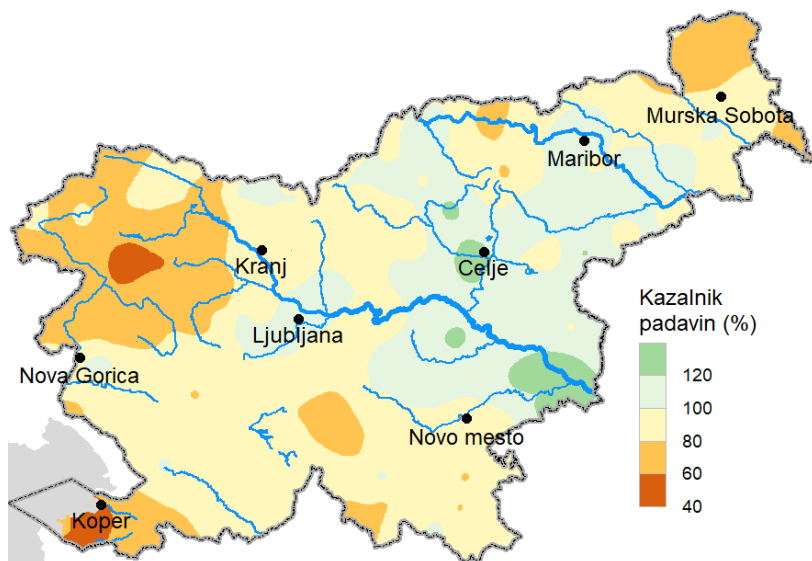 Murska Sobota
Maribor
Kranj
Celje
Ljubljana
Nova Gorica
Novo mesto
Koper
Kazalnik
padavin (%)
120
100
80
60
40